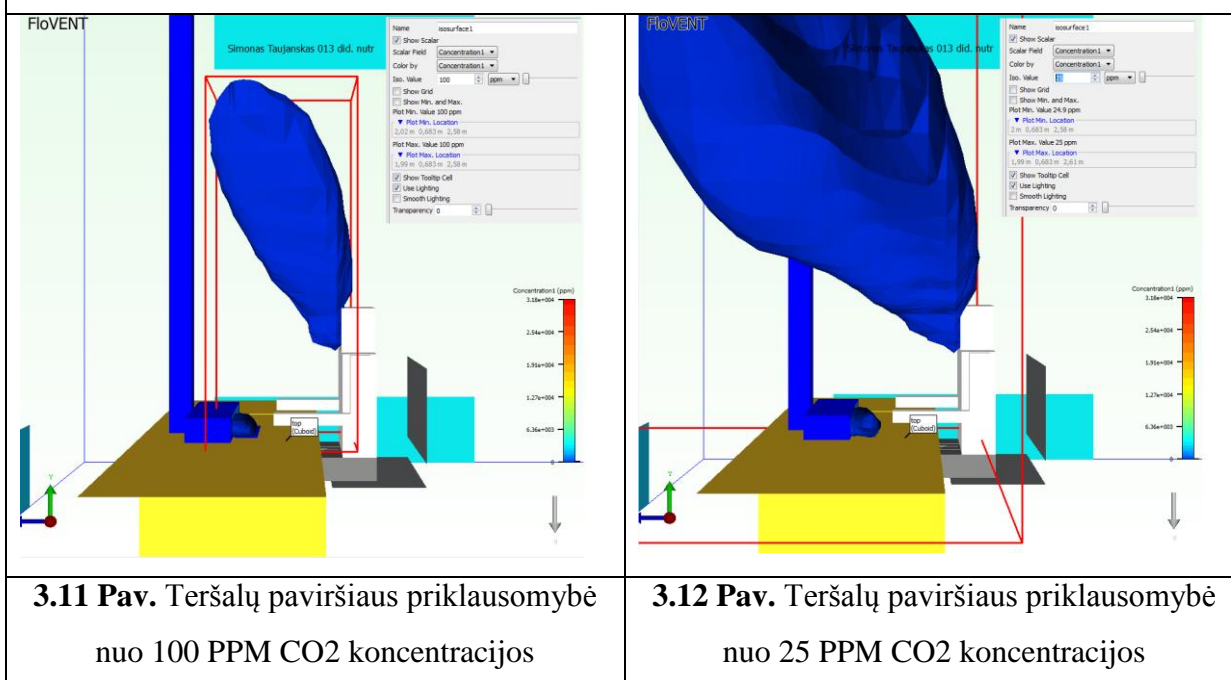 FloVENT
Simonas Taujanskas 013 did. nutr
Name isosurface1
Show Scalar
Scalar Field Concentration1
Color by Concentration1
Iso. Value 100 ppm
Show Grid
Show Min. and Max.
Plot Min. Value 100 ppm
Plot Min. Location
2,02 m 0,683 m 2,58 m
Plot Max. Value 100 ppm
Plot Max. Location
1,99 m 0,683 m 2,58 m
Show Tooltip Cell
Use Lighting
Smooth Lighting
Transparency 0
Concentration1 (ppm)
3.18e+004
2.54e+004
1.91e+004
1.27e+004
6.36e+003
0
top
(Cuboid)
Y
3.11 Pav. Teršalų paviršiaus priklausomybė
nuo 100 PPM CO2 koncentracijos
FloVENT
Simonas Taujanskas 013 did. nutr
Name isosurface1
Show Scalar
Scalar Field Concentration1
Color by Concentration1
Iso. Value 25 ppm
Show Grid
Show Min. and Max.
Plot Min. Value 24.9 ppm
Plot Min. Location
2 m 0,683 m 2,58 m
Plot Max. Value 25 ppm
Plot Max. Location
1,99 m 0,683 m 2,61 m
Show Tooltip Cell
Use Lighting
Smooth Lighting
Transparency 0
Concentration1 (ppm)
3.18e+004
2.54e+004
1.91e+004
1.27e+004
6.36e+003
0
top
(Cuboid)
Y
3.12 Pav. Teršalų paviršiaus priklausomybė
nuo 25 PPM CO2 koncentracijos